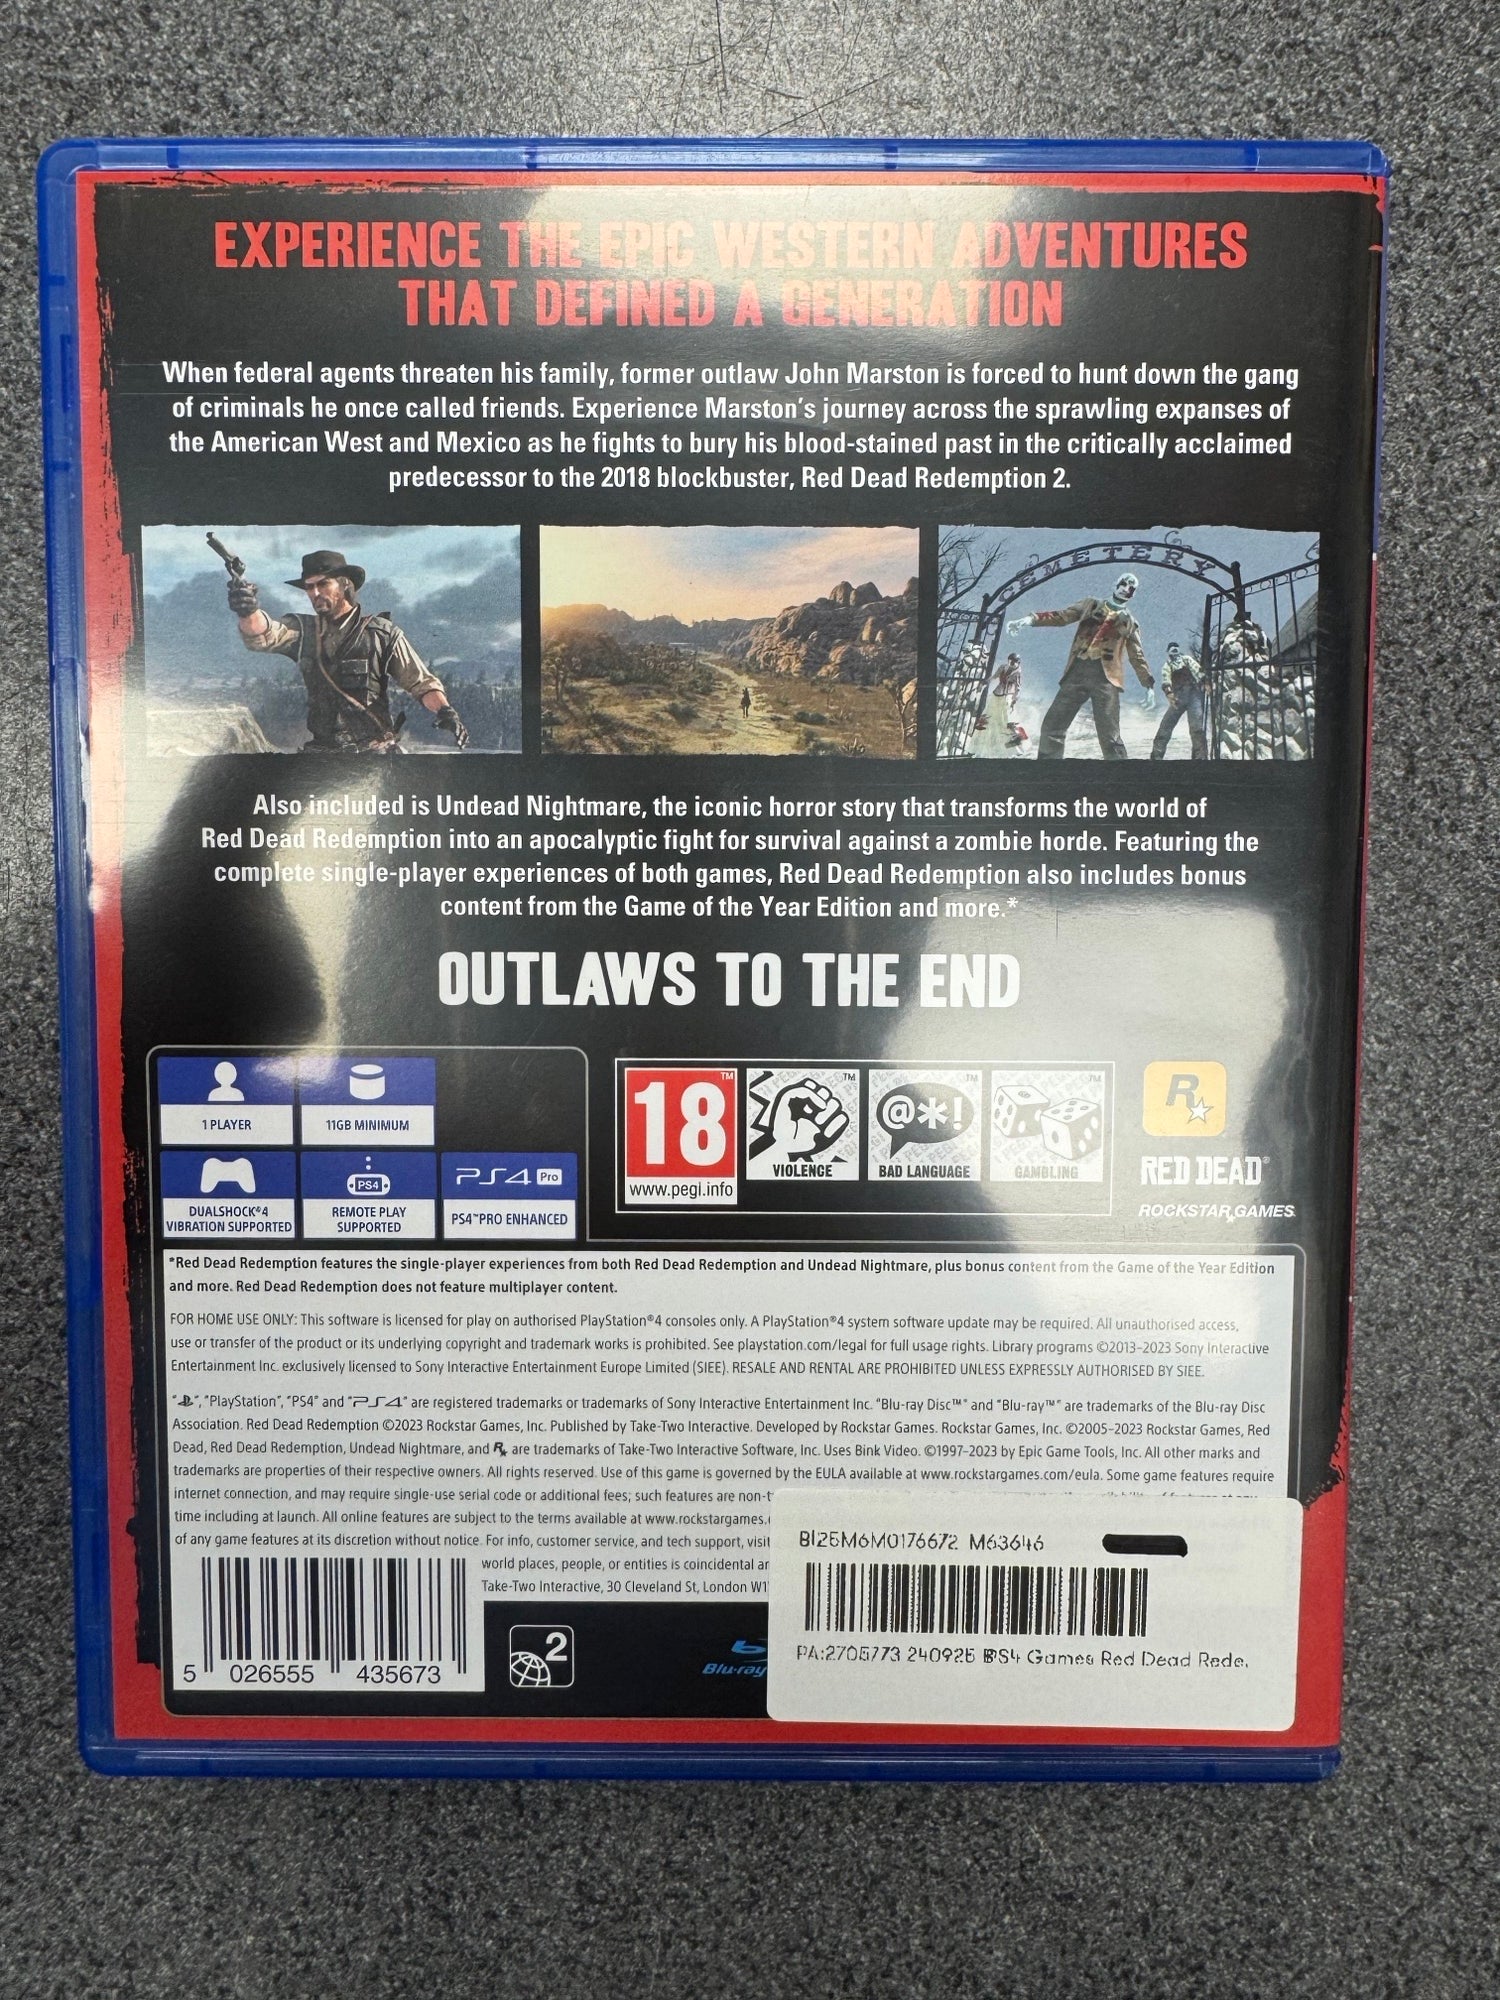 EXPERIENCE THE EPIC WESTERN ADVENTURES
THAT DEFINED A GENERATION
When federal agents threaten his family, former outlaw John Marston is forced to hunt down the gang
of criminals he once called friends. Experience Marston's journey across the sprawling expanses of
the American West and Mexico as he fights to bury his blood-stained past in the critically acclaimed
predecessor to the 2018 blockbuster, Red Dead Redemption 2.
CEMETERY
Also included is Undead Nightmare, the iconic horror story that transforms the world of
Red Dead Redemption into an apocalyptic fight for survival against a zombie horde. Featuring the
complete single-player experiences of both games, Red Dead Redemption also includes bonus
content from the Game of the Year Edition and more.*
OUTLAWS TO THE END
1 PLAYER
11GB MINIMUM
DUALSHOCK®4
VIBRATION SUPPORTED
PS4
REMOTE PLAY
SUPPORTED
PS4 Pro
PS4™PRO ENHANCED
18™
www.pegi.info
™
VIOLENCE
@*!™
BAD LANGUAGE
™
GAMBLING
R
RED DEAD®
ROCKSTAR GAMES
*Red Dead Redemption features the single-player experiences from both Red Dead Redemption and Undead Nightmare, plus bonus content from the Game of the Year Edition
and more. Red Dead Redemption does not feature multiplayer content.
FOR HOME USE ONLY: This software is licensed for play on authorised PlayStation®4 consoles only. A PlayStation®4 system software update may be required. All unauthorised access,
use or transfer of the product or its underlying copyright and trademark works is prohibited. See playstation.com/legal for full usage rights. Library programs ©2013-2023 Sony Interactive
Entertainment Inc. exclusively licensed to Sony Interactive Entertainment Europe Limited (SIEE). RESALE AND RENTAL ARE PROHIBITED UNLESS EXPRESSLY AUTHORISED BY SIEE.
"PlayStation", "PS4" and "PS4" are registered trademarks or trademarks of Sony Interactive Entertainment Inc. "Blu-ray Disc™" and "Blu-ray™" are trademarks of the Blu-ray Disc
Association. Red Dead Redemption ©2023 Rockstar Games, Inc. Published by Take-Two Interactive. Developed by Rockstar Games. Rockstar Games, Inc. ©2005-2023 Rockstar Games, Red
Dead, Red Dead Redemption, Undead Nightmare, and R are trademarks of Take-Two Interactive Software, Inc. Uses Bink Video. ©1997-2023 by Epic Game Tools, Inc. All other marks and
trademarks are properties of their respective owners. All rights reserved. Use of this game is governed by the EULA available at www.rockstargames.com/eula. Some game features require
internet connection, and may require single-use serial code or additional fees; such features are non-t
time including at launch. All online features are subject to the terms available at www.rockstargames.
of any game features at its discretion without notice. For info, customer service, and tech support, visit
world places, people, or entities is coincidental
Take-Two Interactive, 30 Cleveland St, London W1
5 026555 435673
2
Blu-ray
BI25M6M0176672 M63646
PA:2705773 240925 PS4 Games Red Dead Rede.